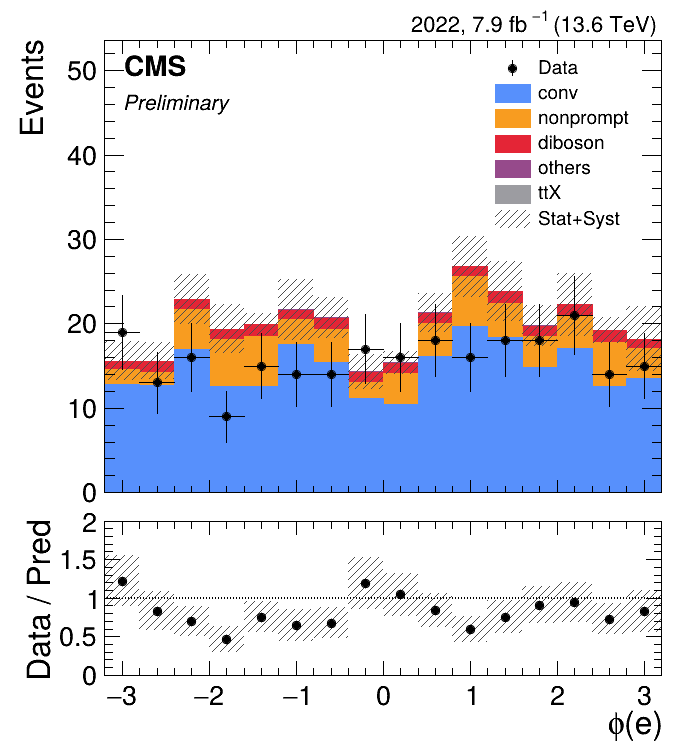 2022, 7.9 fb⁻¹ (13.6 TeV)
Events
CMS
Preliminary
Data
conv
nonprompt
diboson
others
ttX
Stat+Syst
50
40
30
20
10
0
Data / Pred
2
1.5
1
0.5
0
−3 −2 −1 0 1 2 3
ϕ(e)